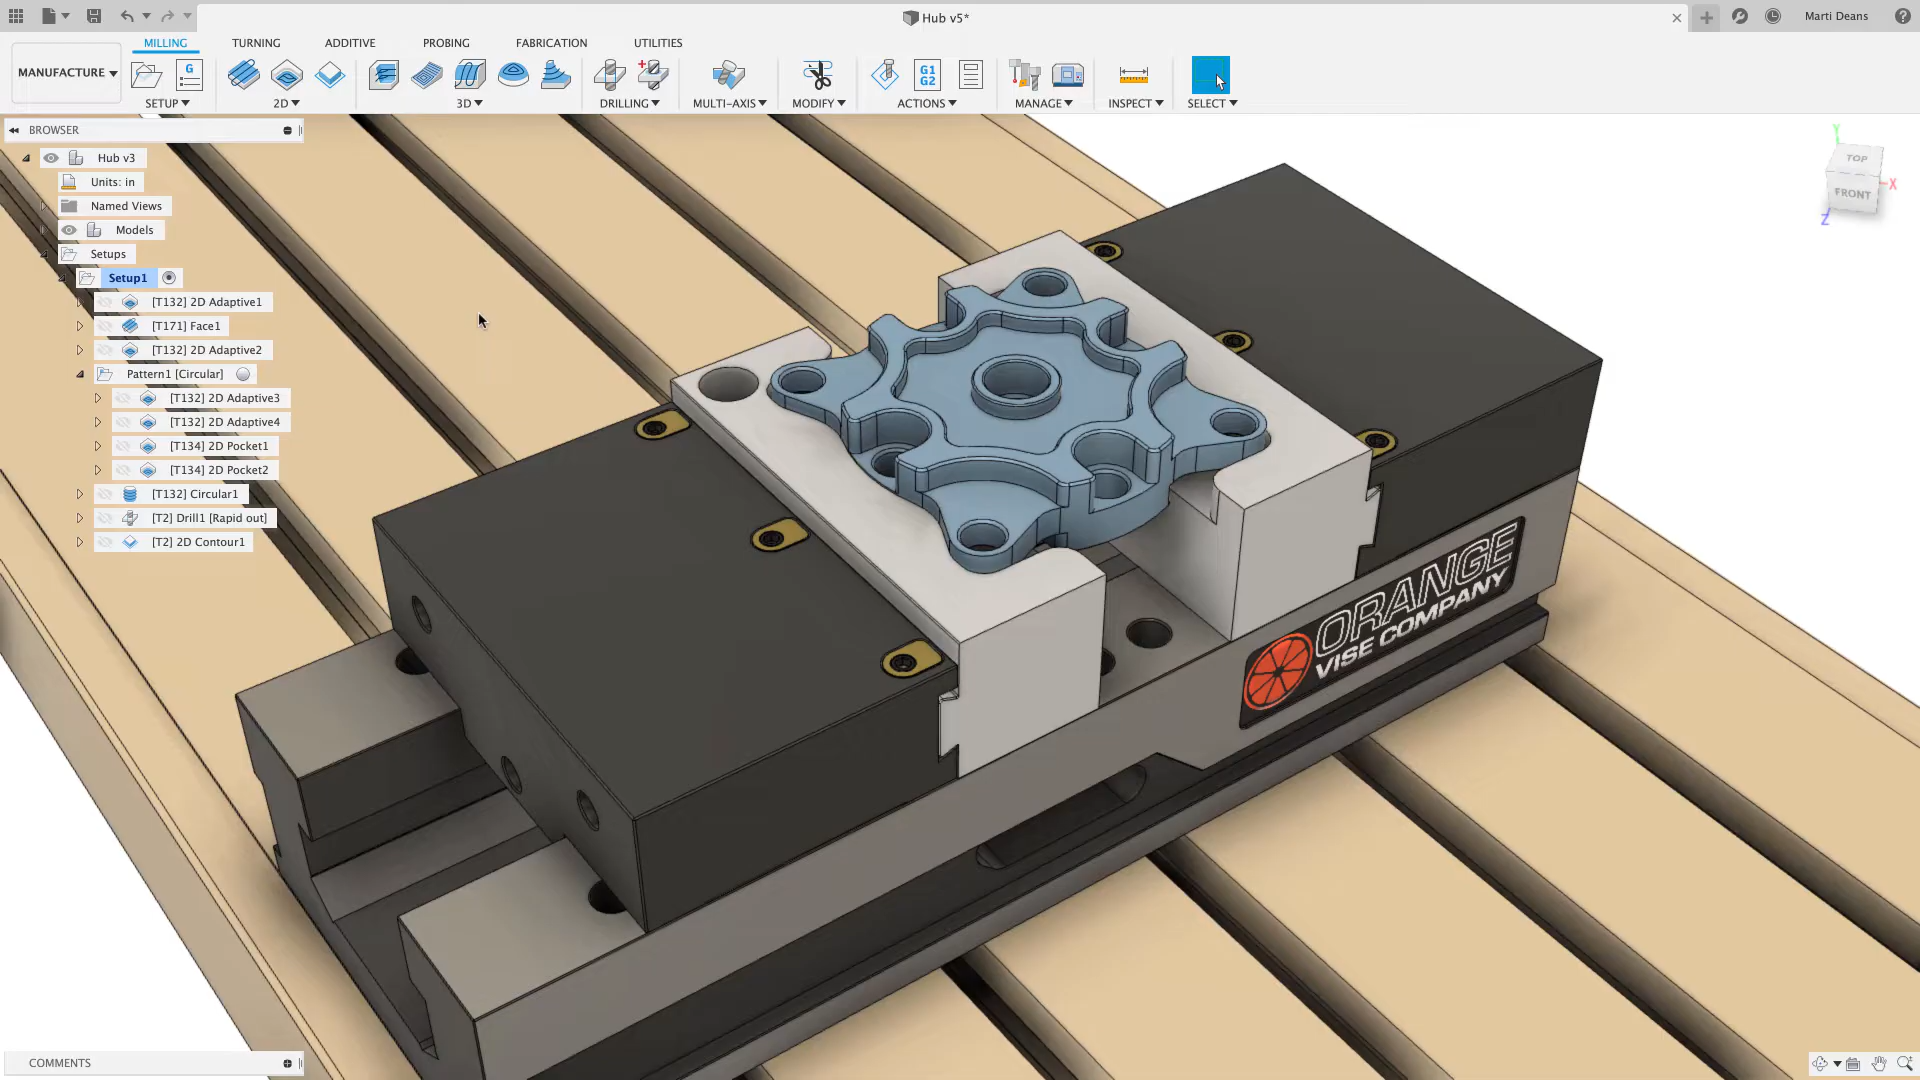 Hub v5*
Marti Deans
MANUFACTURE
MILLING
TURNING
ADDITIVE
PROBING
FABRICATION
UTILITIES
G
G1
G2
SETUP
2D
3D
DRILLING
MULTI-AXIS
MODIFY
ACTIONS
MANAGE
INSPECT
SELECT
BROWSER
Hub v3
Units: in
Named Views
Models
Setups
Setup1
[T132] 2D Adaptive1
[T171] Face1
[T132] 2D Adaptive2
Pattern1 [Circular]
[T132] 2D Adaptive3
[T132] 2D Adaptive4
[T134] 2D Pocket1
[T134] 2D Pocket2
[T132] Circular1
[T2] Drill1 [Rapid out]
[T2] 2D Contour1
Y
TOP
FRONT
X
Z
ORANGE
VISE COMPANY
COMMENTS